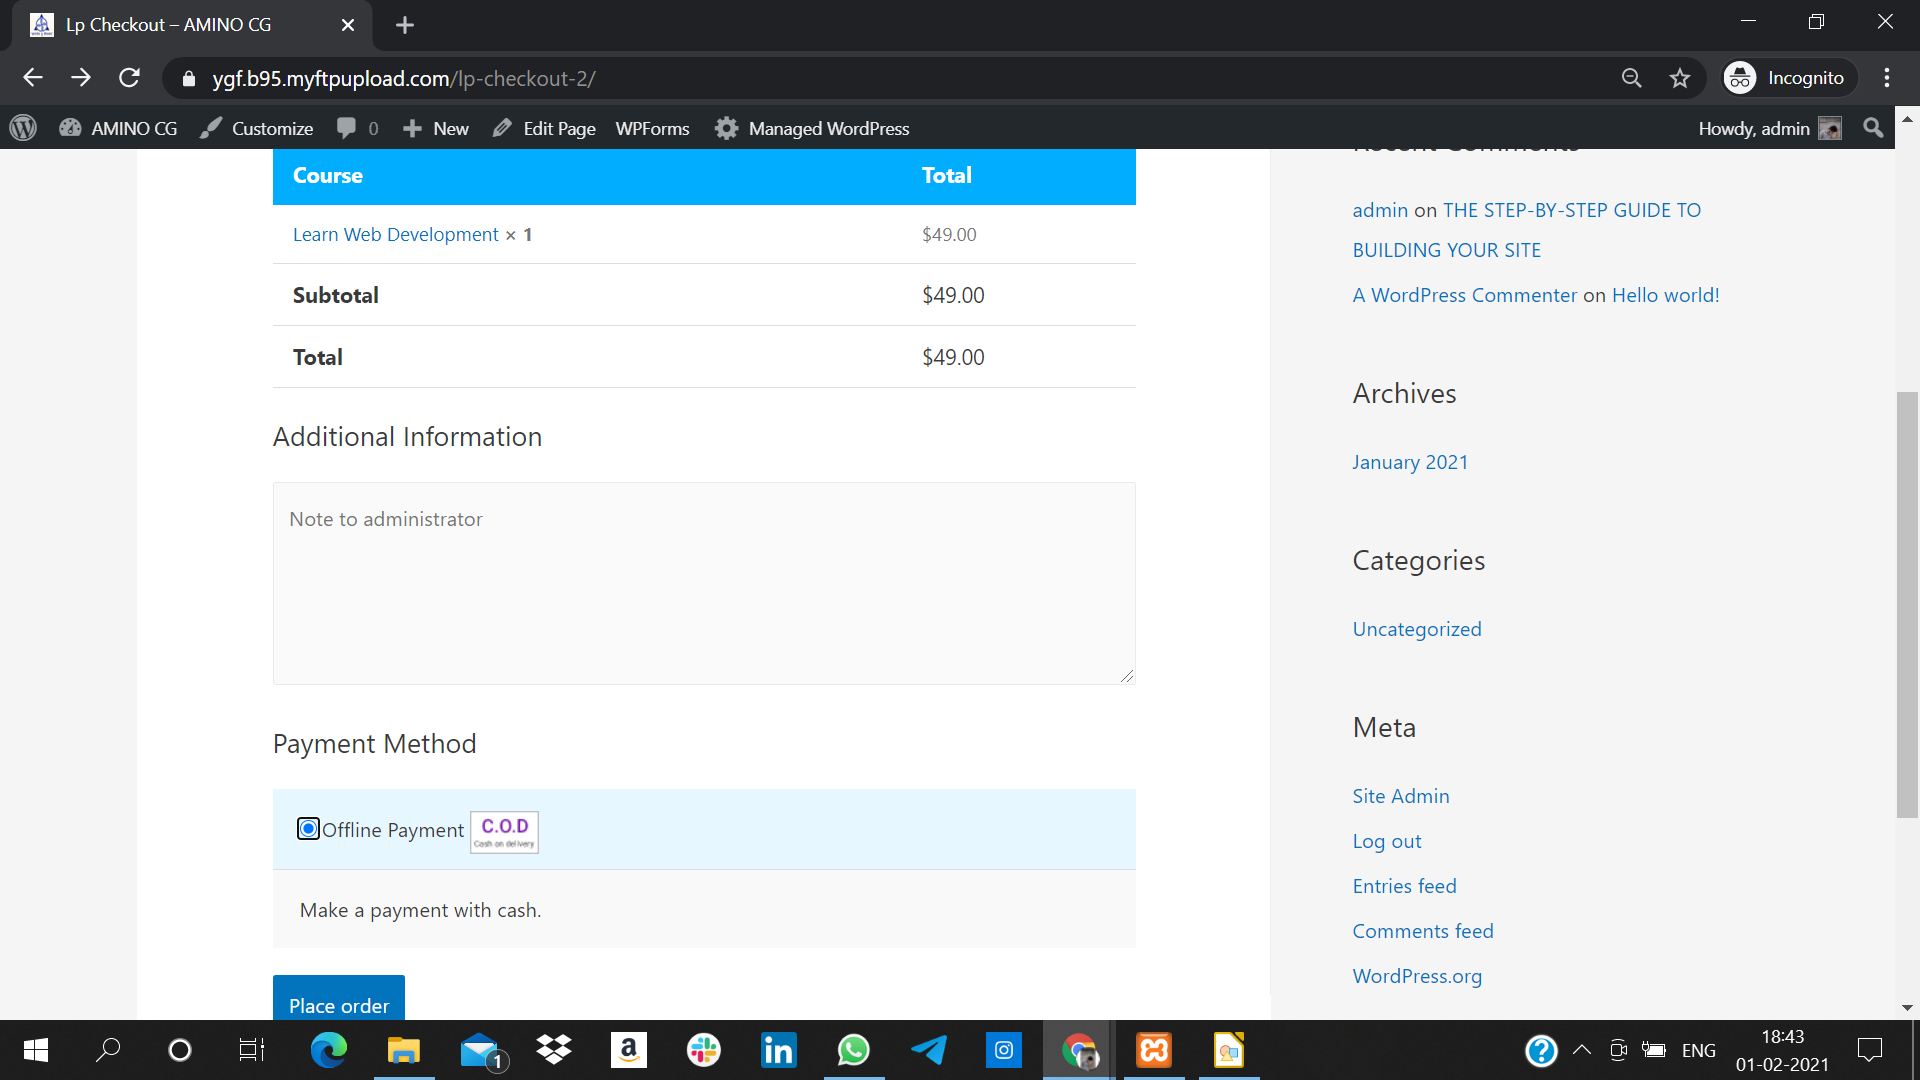 Lp Checkout – AMINO CG
ygf.b95.myftpupload.com/lp-checkout-2/
Incognito
AMINO CG
Customize
0
New
Edit Page
WPForms
Managed WordPress
Howdy, admin
Course Total
Learn Web Development × 1 $49.00
Subtotal $49.00
Total $49.00
Additional Information
Note to administrator
Payment Method
Offline Payment
C.O.D
Cash on delivery
Make a payment with cash.
Place order
Recent Comments
admin on THE STEP-BY-STEP GUIDE TO
BUILDING YOUR SITE
A WordPress Commenter on Hello world!
Archives
January 2021
Categories
Uncategorized
Meta
Site Admin
Log out
Entries feed
Comments feed
WordPress.org
1
a
in
?
ENG
18:43
01-02-2021